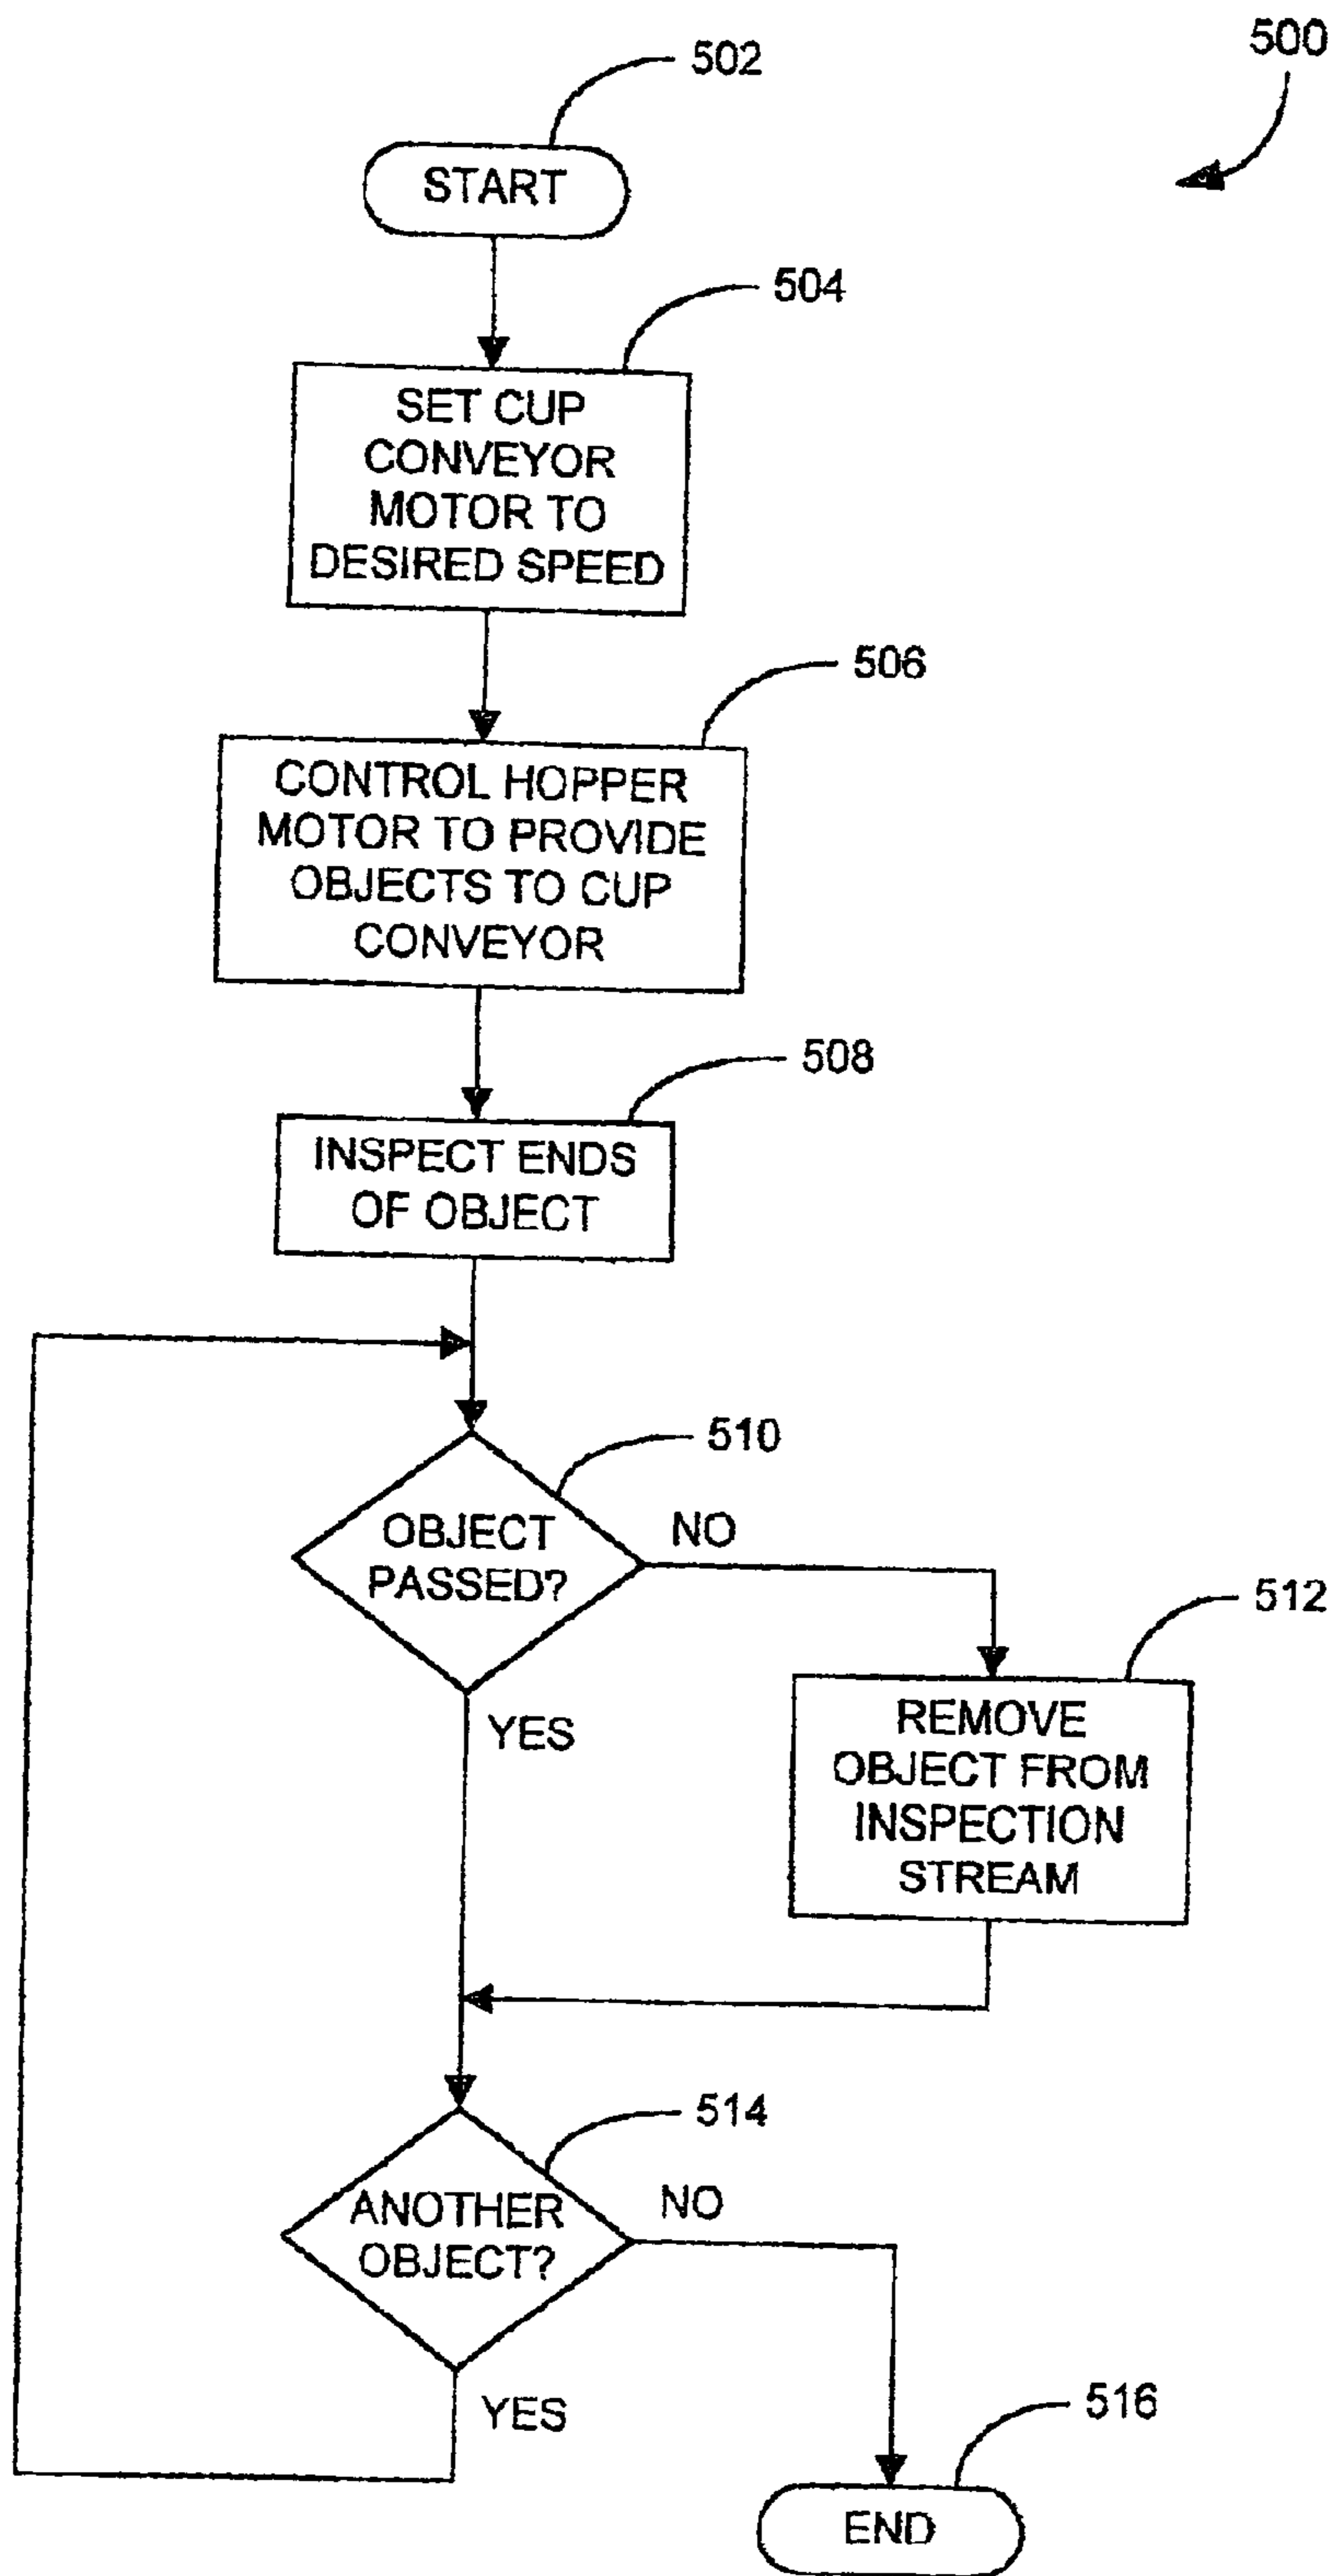 500
502
START
504
SET CUP
CONVEYOR
MOTOR TO
DESIRED SPEED
506
CONTROL HOPPER
MOTOR TO PROVIDE
OBJECTS TO CUP
CONVEYOR
508
INSPECT ENDS
OF OBJECT
510
OBJECT
PASSED?
NO
YES
512
REMOVE
OBJECT FROM
INSPECTION
STREAM
514
ANOTHER
OBJECT?
NO
YES
516
END